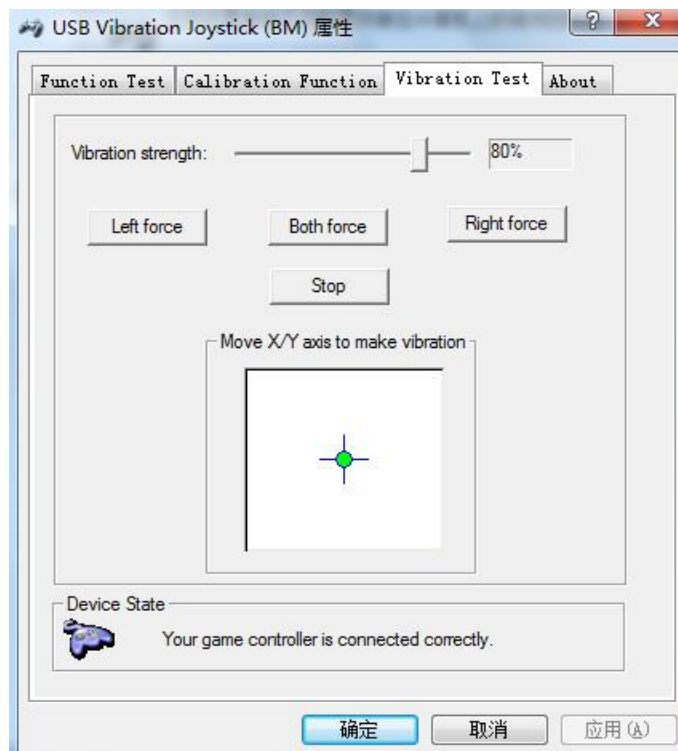 USB Vibration Joystick (BM) 属性
Function Test Calibration Function Vibration Test About
Vibration strength: 80%
Left force Both force Right force
Stop
Move X/Y axis to make vibration
Device State
Your game controller is connected correctly.
确定 取消 应用(A)